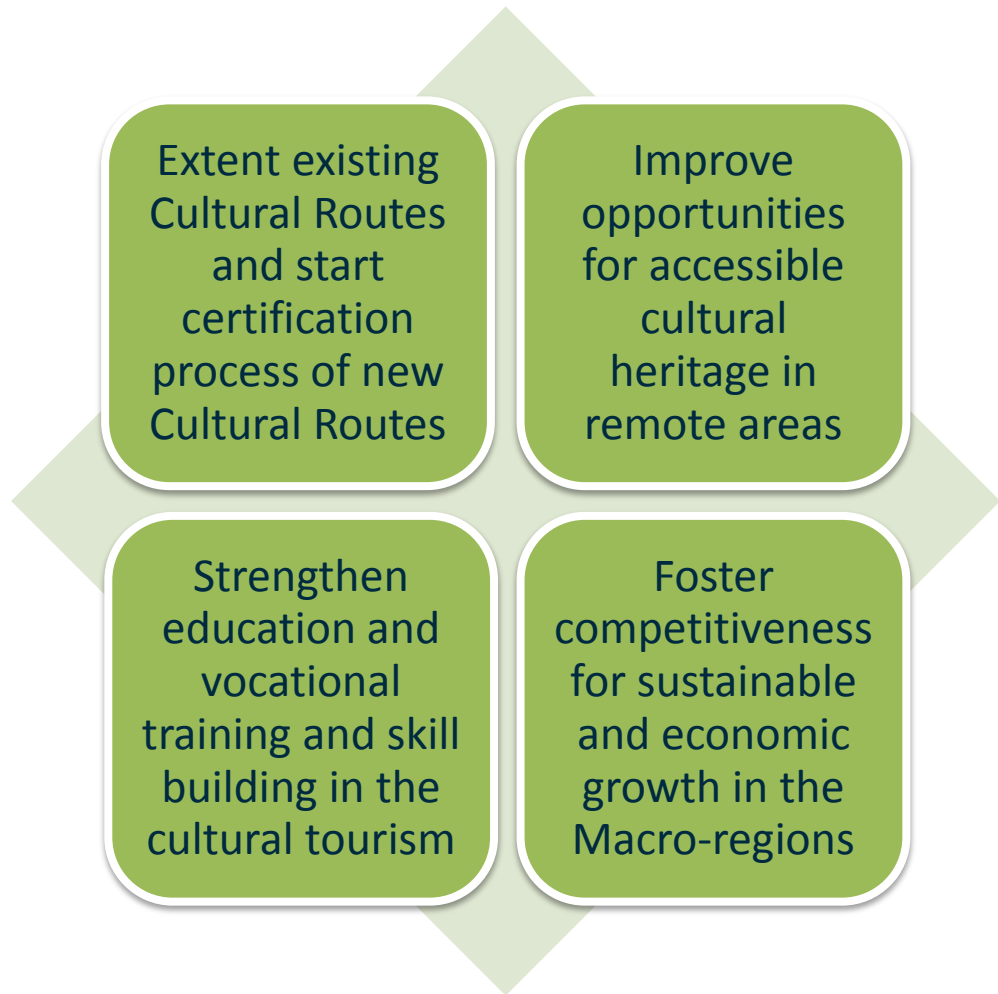 Extent existing
Cultural Routes
and start
certification
process of new
Cultural Routes
Improve
opportunities
for accessible
cultural
heritage in
remote areas
Strengthen
education and
vocational
training and skill
building in the
cultural tourism
Foster
competitiveness
for sustainable
and economic
growth in the
Macro-regions